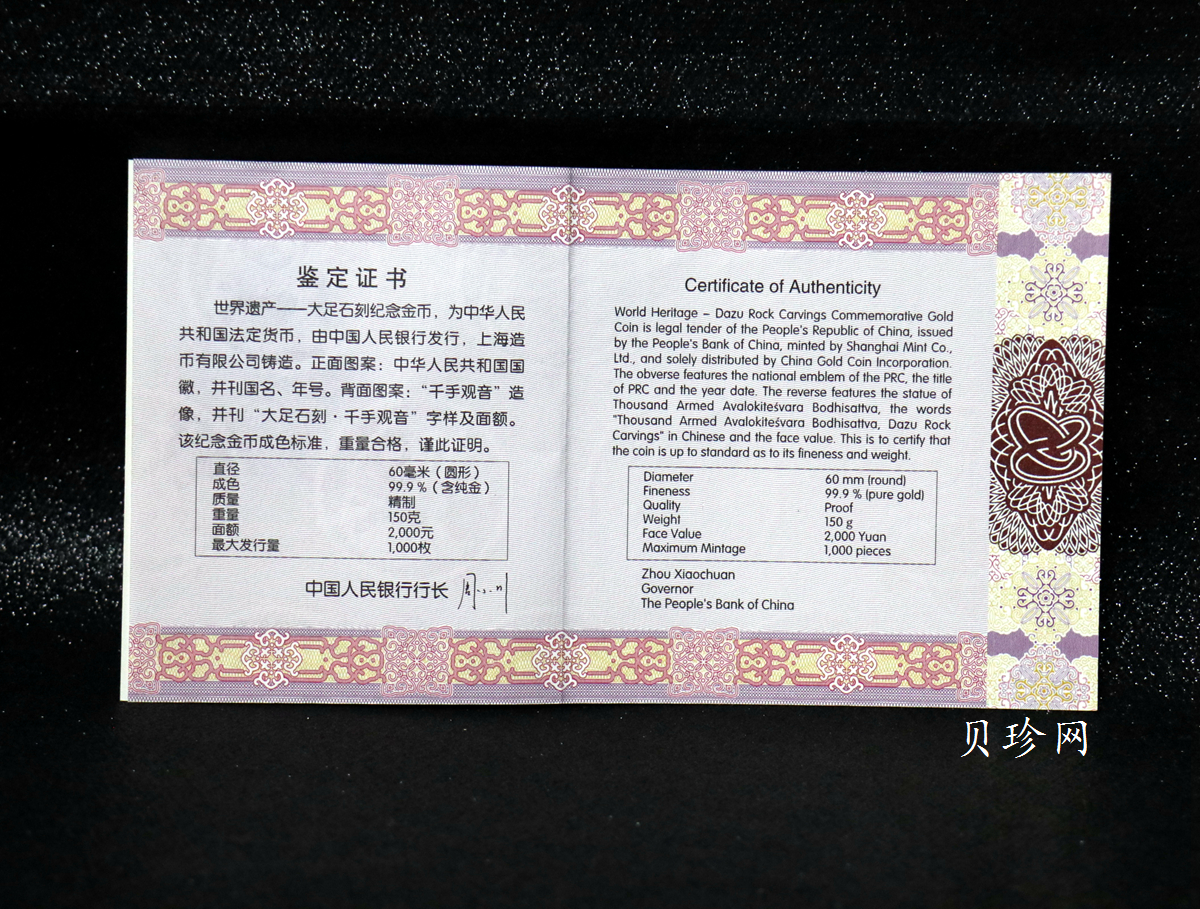 鉴定证书
世界遗产——大足石刻纪念金币，为中华人民
共和国法定货币，由中国人民银行发行，上海造
币有限公司铸造。正面图案：中华人民共和国国
徽，并刊国名、年号。背面图案：“千手观音”造
像，并刊“大足石刻·千手观音”字样及面额。
该纪念金币成色标准，重量合格，谨此证明。
直径 60毫米（圆形）
成色 99.9％（含纯金）
质量 精制
重量 150克
面额 2,000元
最大发行量 1,000枚
中国人民银行行长
Certificate of Authenticity
World Heritage – Dazu Rock Carvings Commemorative Gold
Coin is legal tender of the People's Republic of China, issued
by the People's Bank of China, minted by Shanghai Mint Co.,
Ltd., and solely distributed by China Gold Coin Incorporation.
The obverse features the national emblem of the PRC, the title
of PRC and the year date. The reverse features the statue of
Thousand Armed Avalokiteśvara Bodhisattva, the words
"Thousand Armed Avalokiteśvara Bodhisattva, Dazu Rock
Carvings" in Chinese and the face value. This is to certify that
the coin is up to standard as to its fineness and weight.
Diameter 60 mm (round)
Fineness 99.9 % (pure gold)
Quality Proof
Weight 150 g
Face Value 2,000 Yuan
Maximum Mintage 1,000 pieces
Zhou Xiaochuan
Governor
The People's Bank of China
贝珍网